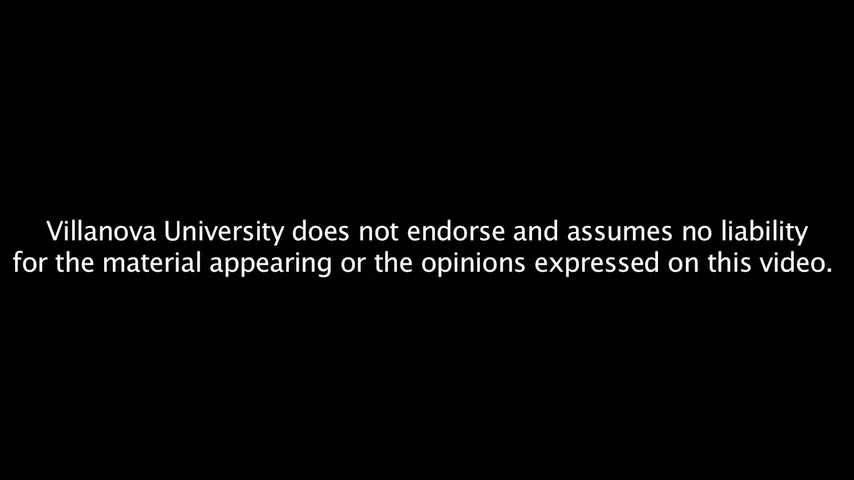 Villanova University does not endorse and assumes no liability
for the material appearing or the opinions expressed on this video.